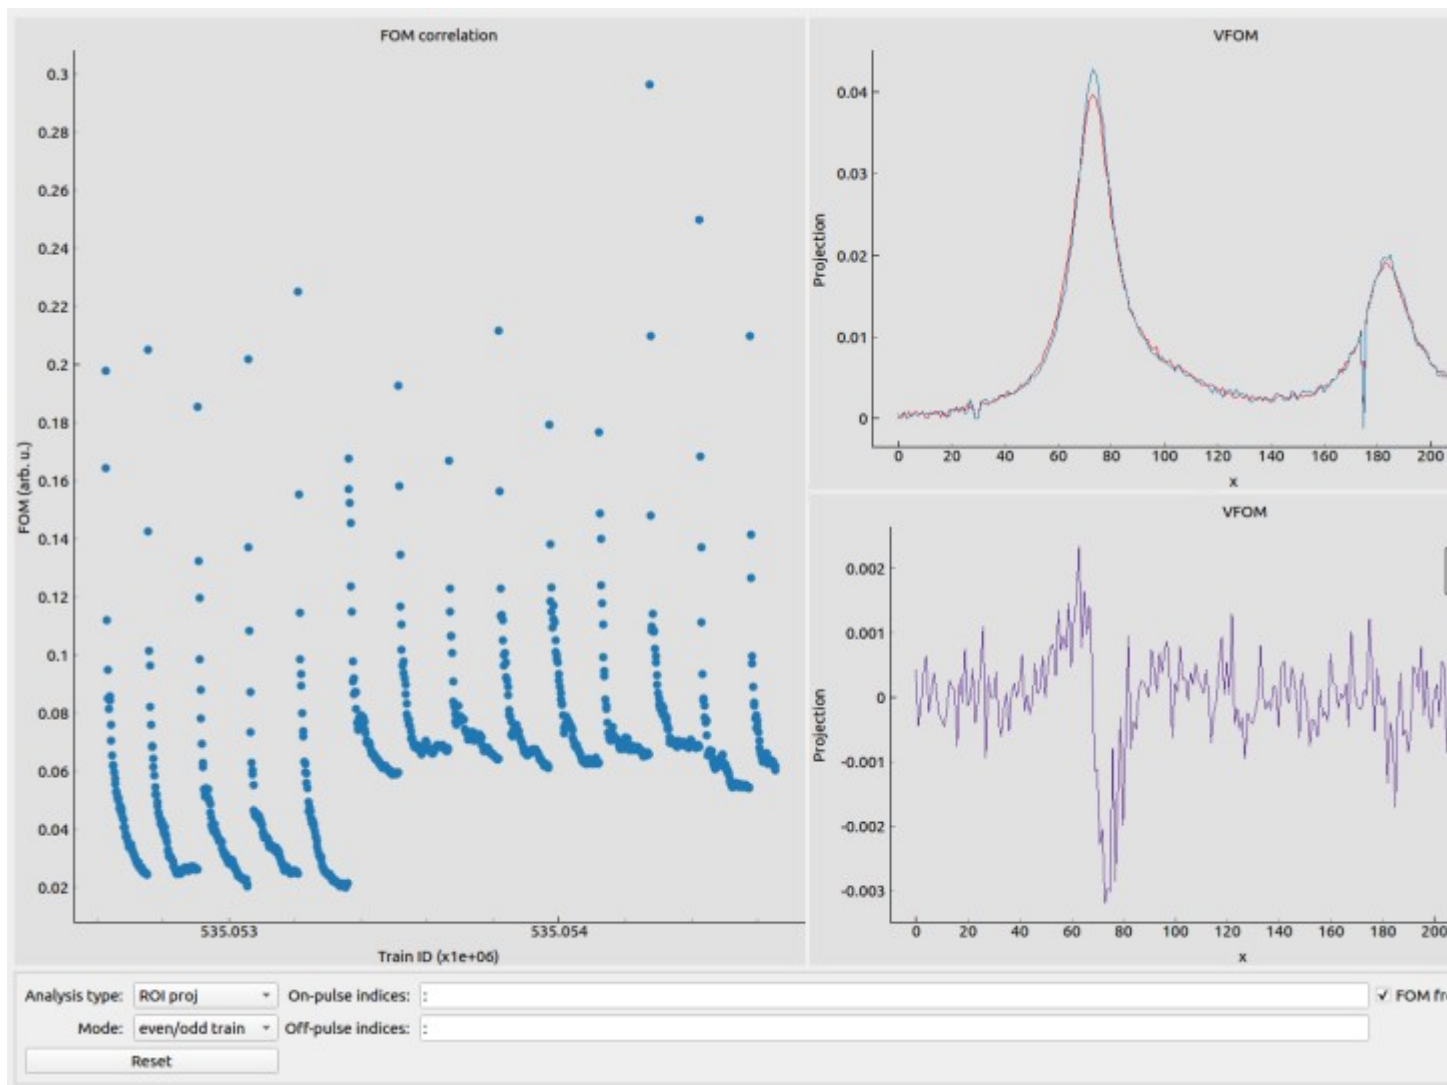 FOM correlation
0.3
0.28
0.26
0.24
0.22
0.2
0.18
0.16
0.14
0.12
0.1
0.08
0.06
0.04
0.02
FOM (arb. u.)
535.053 535.054
Train ID (x1e+06)
VFOM
0.04
0.03
0.02
0.01
0
Projection
0 20 40 60 80 100 120 140 160 180 200
x
VFOM
0.002
0.001
0
-0.001
-0.002
-0.003
Projection
0 20 40 60 80 100 120 140 160 180 200
x
Analysis type: ROI proj On-pulse indices: : FOM fr
Mode: even/odd train Off-pulse indices: :
Reset